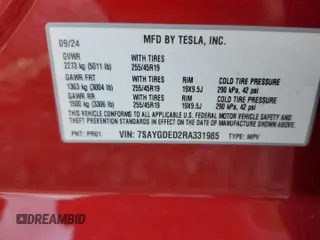 09/24 MFD BY TESLA, INC.
GVWR WITH TIRES
2273 kg (5011 lb) 255/45R19
GAWR FRT WITH TIRES RIM COLD TIRE PRESSURE
1363 kg (3004 lb) 255/45R19 19X9.5J 290 kPa, 42 psi
GAWR RR WITH TIRES RIM COLD TIRE PRESSURE
1500 kg (3306 lb) 255/45R19 19X9.5J 290 kPa, 42 psi
THIS VEHICLE CONFORMS TO ALL APPLICABLE U.S. FEDERAL MOTOR VEHICLE SAFETY AND
THEFT PREVENTION STANDARDS IN EFFECT ON THE DATE OF MANUFACTURE SHOWN ABOVE.
PNT: PR01 VIN: 7SAYGDED2RA331985 TYPE: MPV
© DREAMBID
DREAMBID.COM